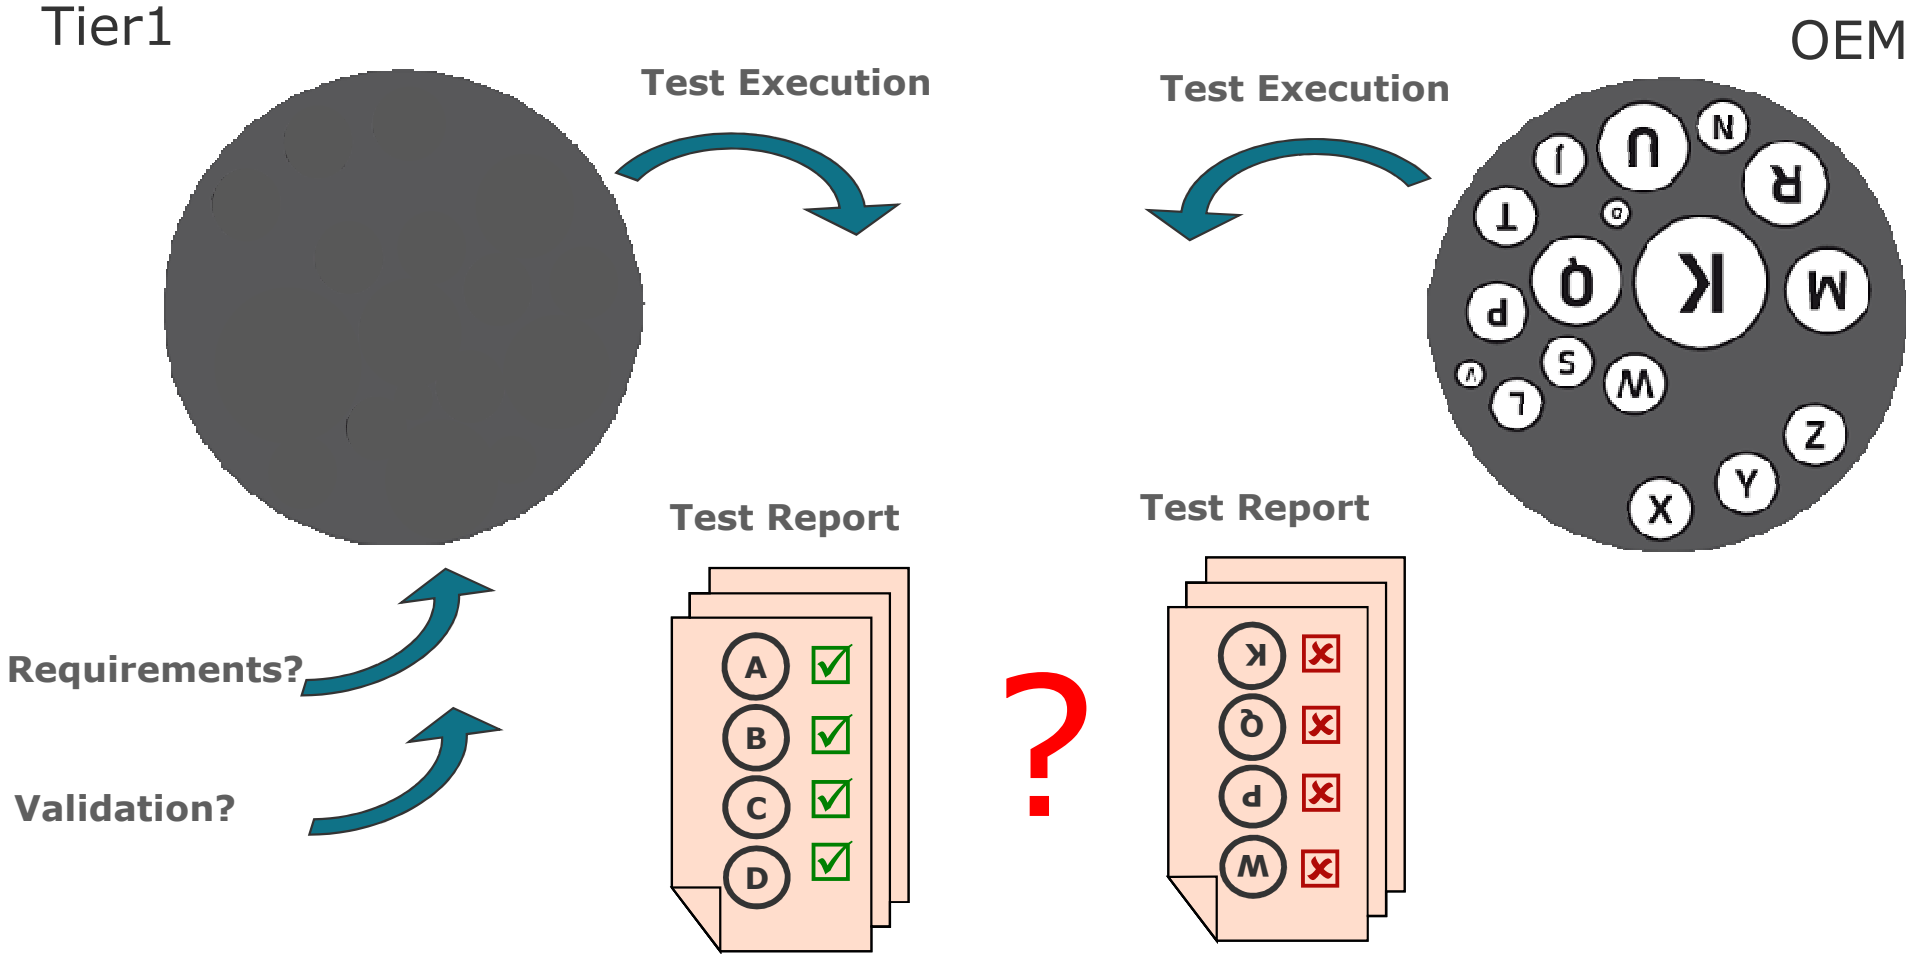 Tier1
OEM
Test Execution
Test Execution
N
U
J
R
T
D
Q
K
M
P
S
V
W
L
Z
Y
X
Test Report
Test Report
Requirements?
Validation?
A
B
C
D
?
K
Q
P
W